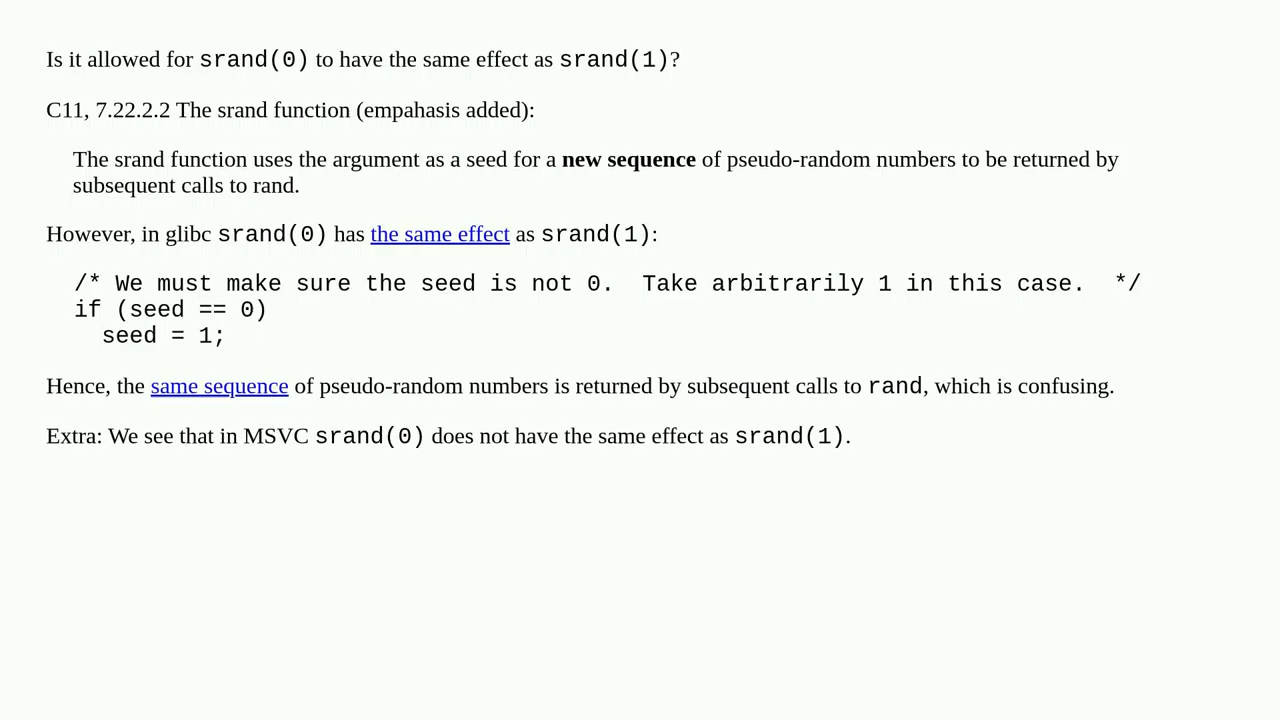 Is it allowed for srand(0) to have the same effect as srand(1)?
C11, 7.22.2.2 The srand function (empahasis added):
The srand function uses the argument as a seed for a new sequence of pseudo-random numbers to be returned by
subsequent calls to rand.
However, in glibc srand(0) has the same effect as srand(1):
/* We must make sure the seed is not 0.  Take arbitrarily 1 in this case.  */
if (seed == 0)
  seed = 1;
Hence, the same sequence of pseudo-random numbers is returned by subsequent calls to rand, which is confusing.
Extra: We see that in MSVC srand(0) does not have the same effect as srand(1).